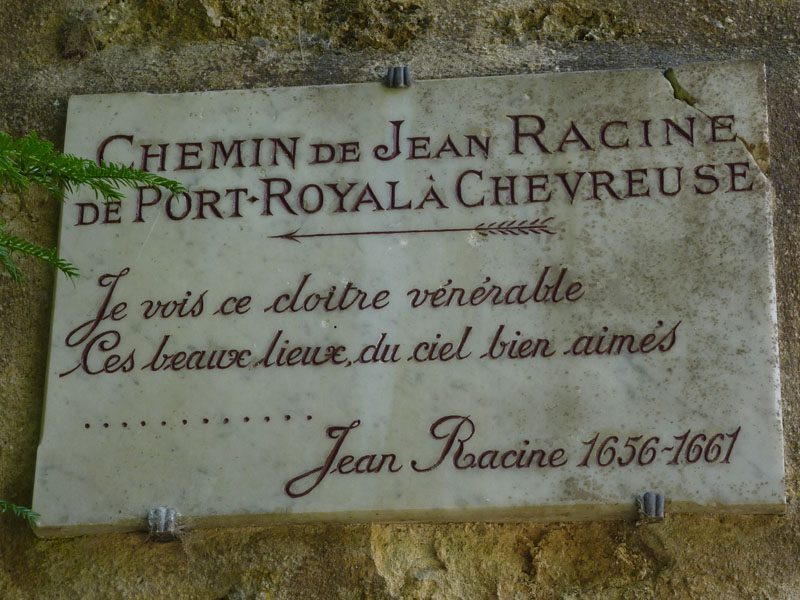 CHEMIN DE JEAN RACINE
DE PORT-ROYAL À CHEVREUSE
Je vois ce cloitre vénérable
Ces beaux lieux, du ciel bien aimés
.............
Jean Racine 1656-1661